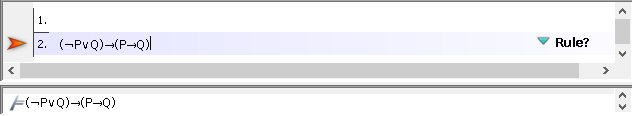 1.
2. (¬P∨Q)→(P→Q) Rule?
(¬P∨Q)→(P→Q)